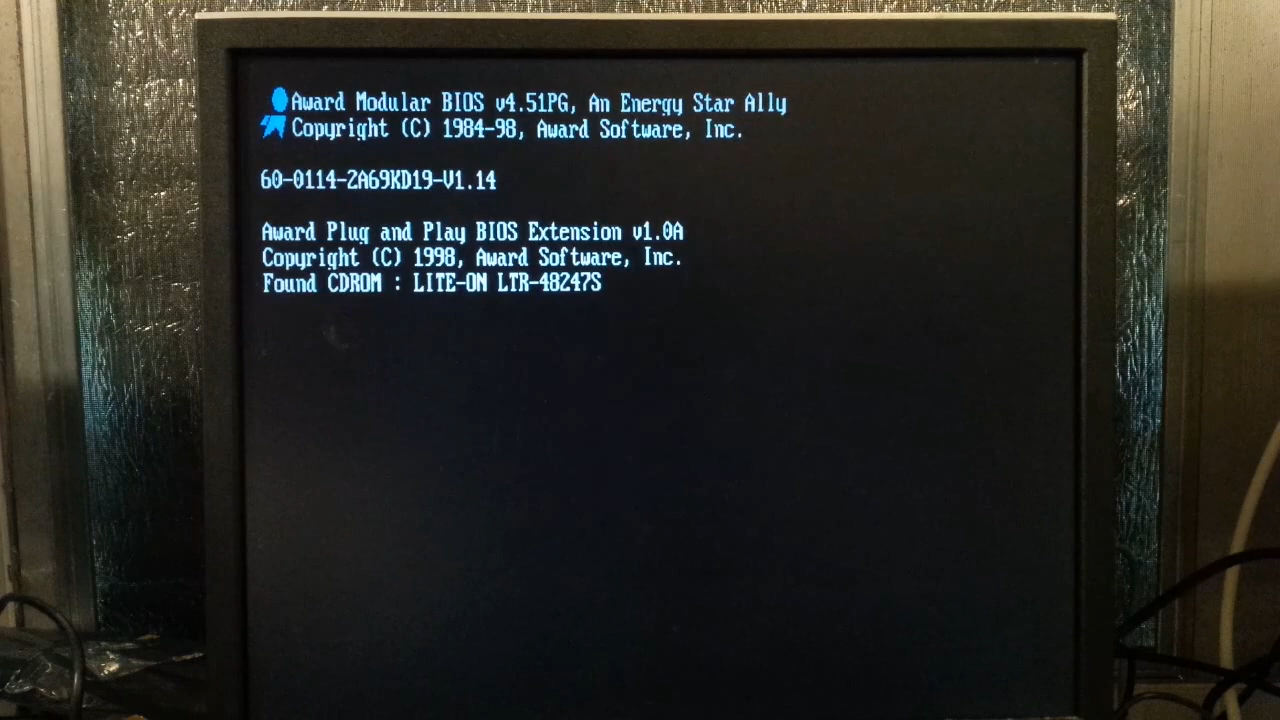 Award Modular BIOS v4.51PG, An Energy Star Ally
Copyright (C) 1984-98, Award Software, Inc.
60-0114-2A69KD19-V1.14
Award Plug and Play BIOS Extension v1.0A
Copyright (C) 1998, Award Software, Inc.
Found CDROM : LITE-ON LTR-48247S